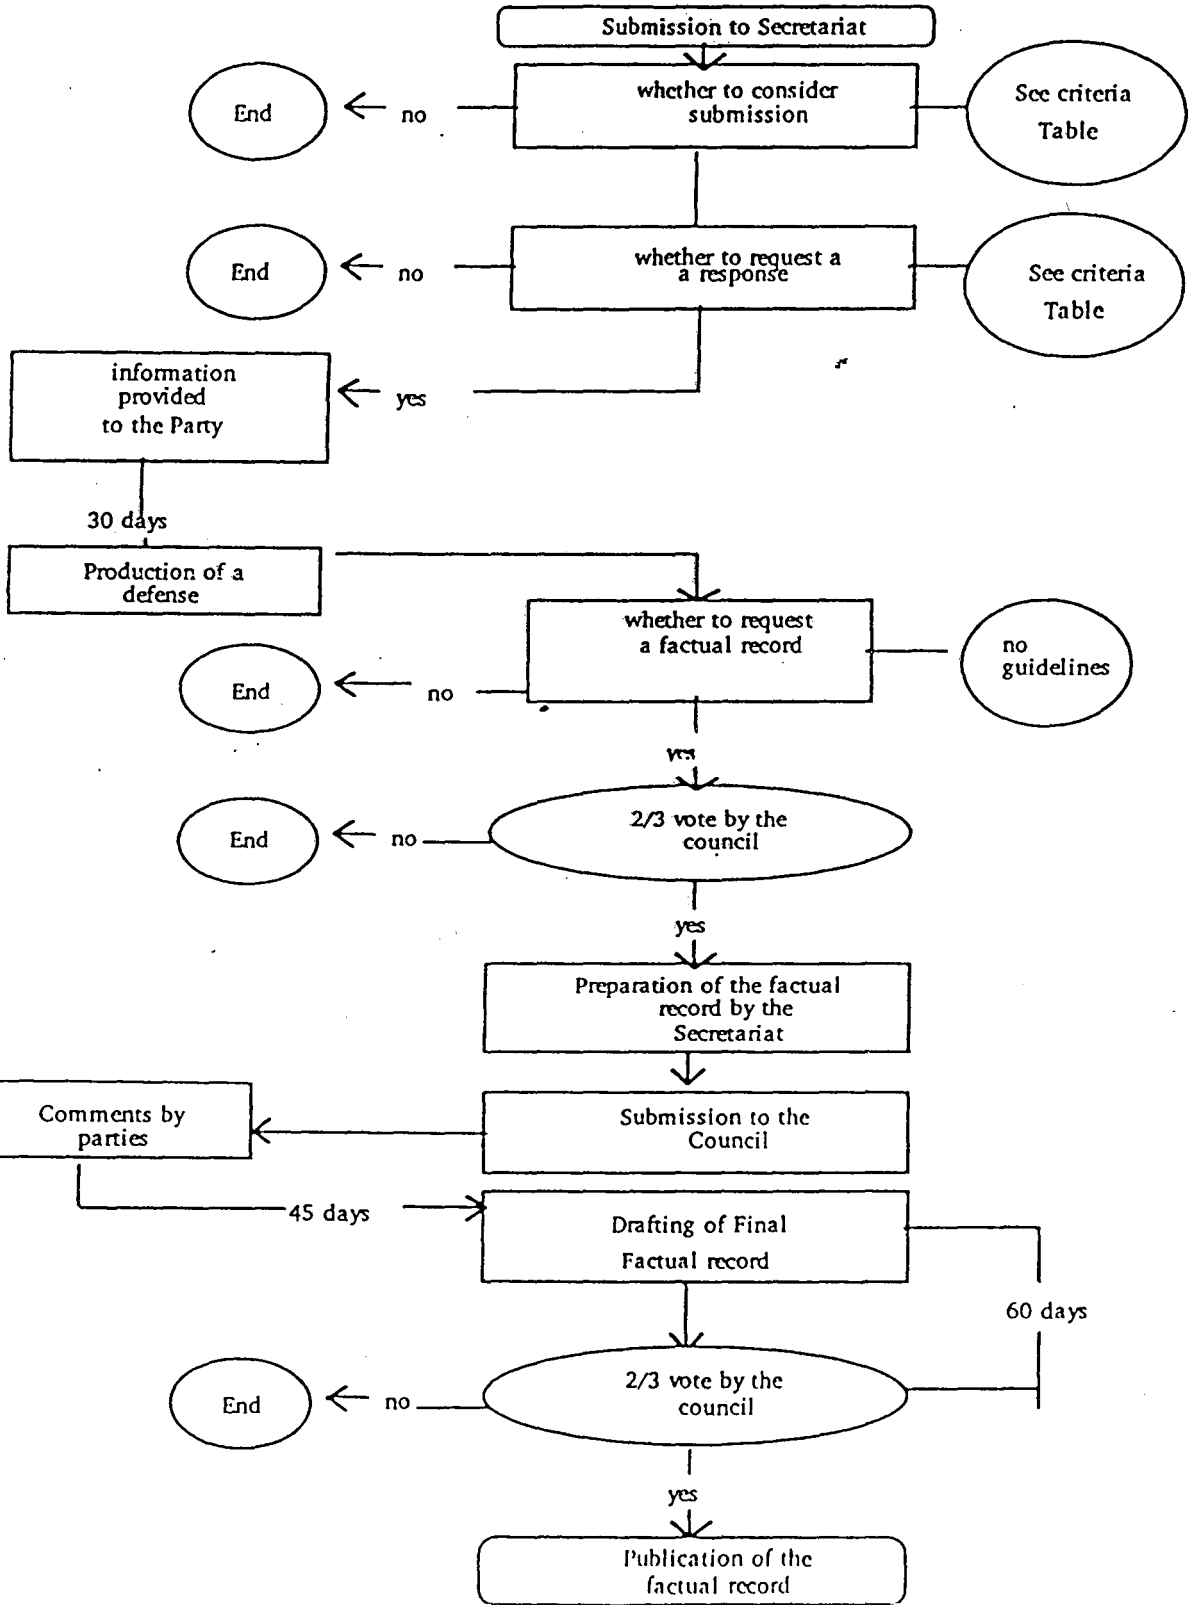 Submission to Secretariat
whether to consider
submission
See criteria
Table
no
End
whether to request a
a response
See criteria
Table
no
End
yes
information
provided
to the Party
30 days
Production of a
defense
whether to request
a factual record
no
guidelines
no
End
yes
2/3 vote by the
council
no
End
yes
Preparation of the factual
record by the
Secretariat
Submission to the
Council
Comments by
parties
45 days
Drafting of Final
Factual record
60 days
2/3 vote by the
council
no
End
yes
Publication of the
factual record